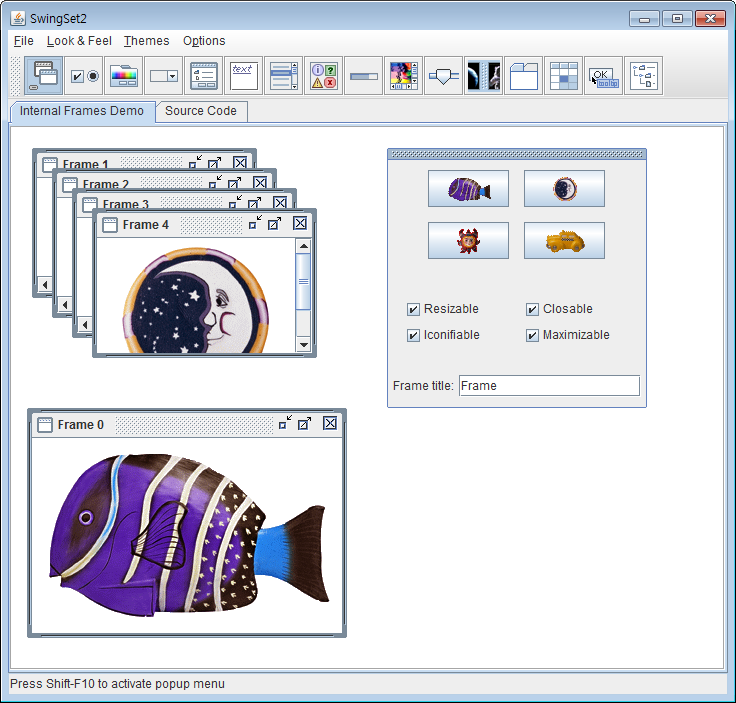 SwingSet2
File Look & Feel Themes Options
text OK tooltip
Internal Frames Demo Source Code
Frame 1
Frame 2
Frame 3
Frame 4
Resizable Closable
Iconifiable Maximizable
Frame title: Frame
Frame 0
Press Shift-F10 to activate popup menu